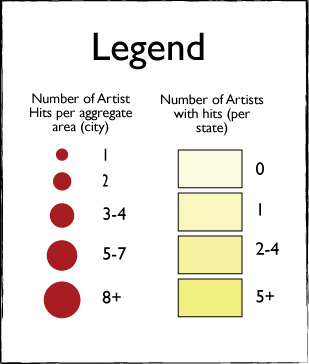 Legend
Number of Artist
Hits per aggregate
area (city)
1
2
3-4
5-7
8+
Number of Artists
with hits (per
state)
0
1
2-4
5+